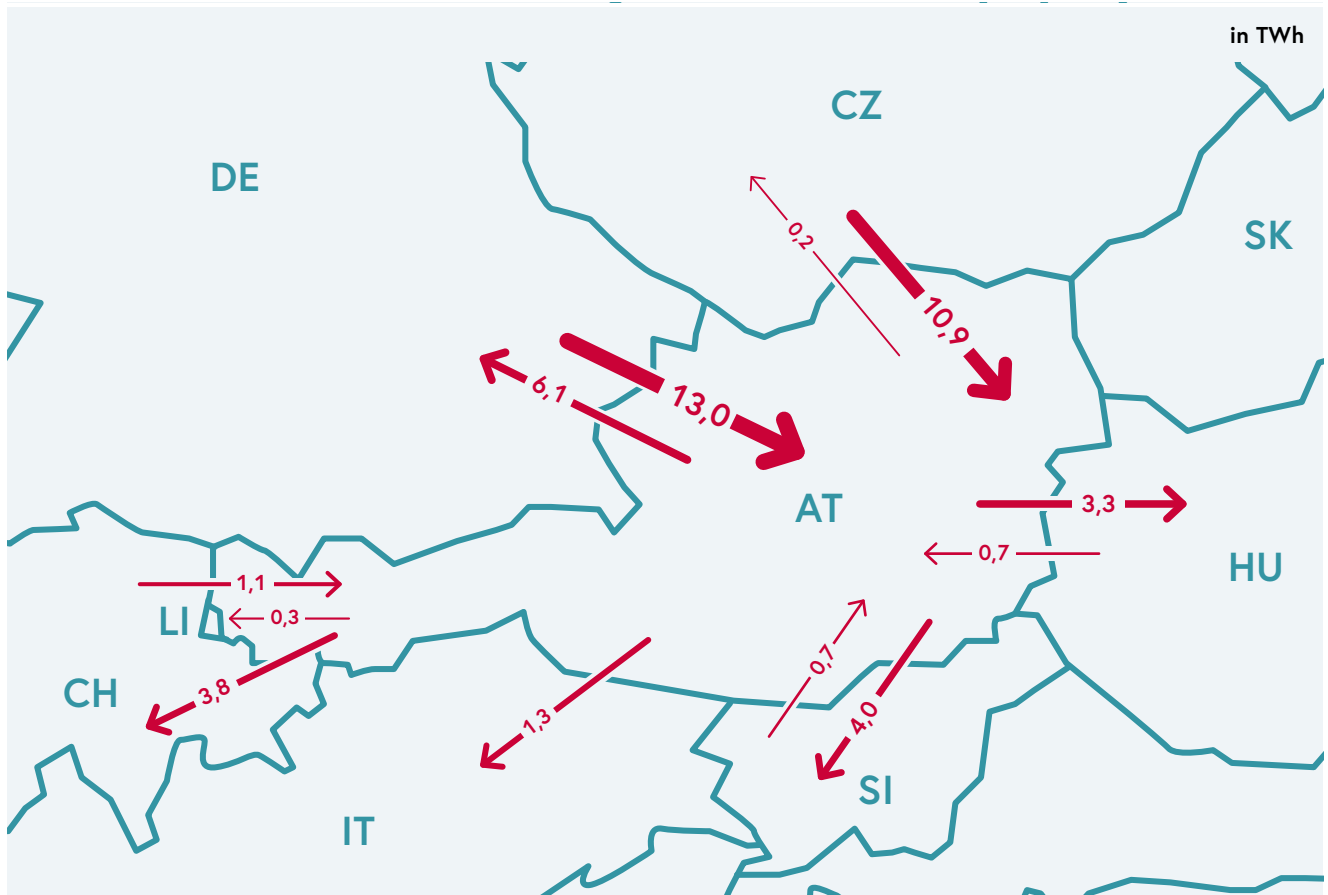 in TWh
CZ
DE
SK
0,2
10,9
6,1
13,0
AT
3,3
0,7
HU
1,1
LI
0,3
0,7
CH
3,8
1,3
4,0
SI
IT